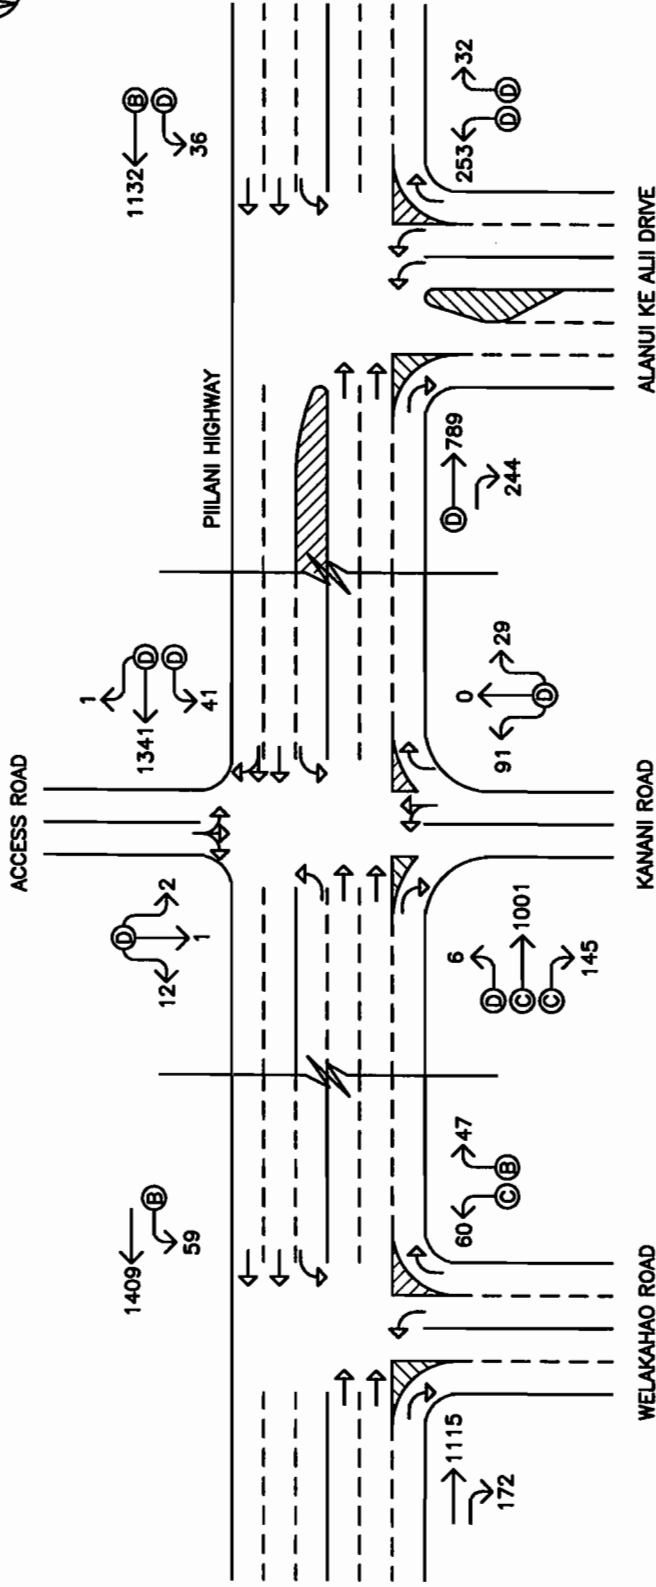 ACCESS ROAD
PIILANI HIGHWAY
1409
B
59
D
12
1
2
1
1341
D
D
41
1132
B
D
36
1115
172
60
47
C
B
6
1001
145
D
C
C
91
0
29
D
D
789
244
253
32
D
D
WELAKAHAO ROAD
KANANI ROAD
ALANUI KE ALII DRIVE